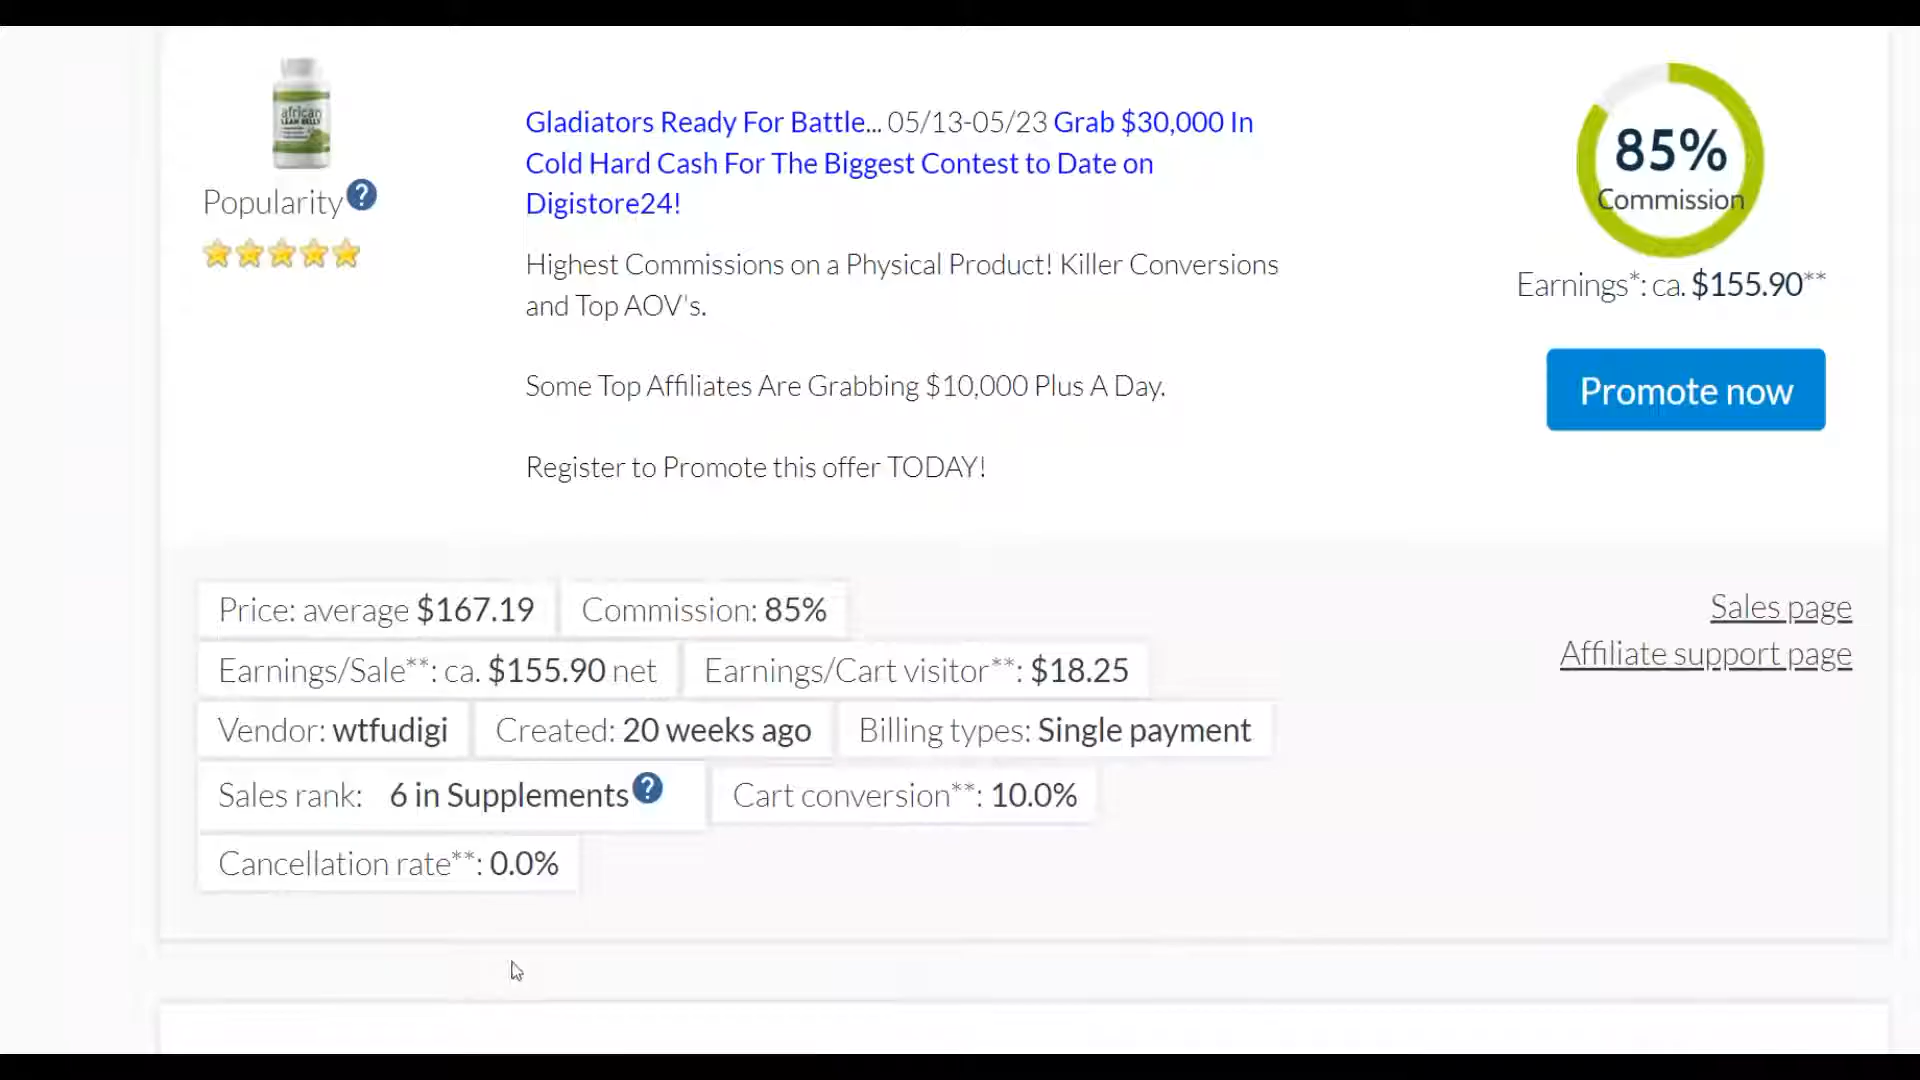 african
LEAN BELLY
Popularity ?
Gladiators Ready For Battle... 05/13-05/23 Grab $30,000 In
Cold Hard Cash For The Biggest Contest to Date on
Digistore24!
Highest Commissions on a Physical Product! Killer Conversions
and Top AOV's.
Some Top Affiliates Are Grabbing $10,000 Plus A Day.
Register to Promote this offer TODAY!
85%
Commission
Earnings*: ca. $155.90**
Promote now
Price: average $167.19 Commission: 85%
Earnings/Sale**: ca. $155.90 net Earnings/Cart visitor**: $18.25
Vendor: wtfudigi Created: 20 weeks ago Billing types: Single payment
Sales rank: 6 in Supplements ? Cart conversion**: 10.0%
Cancellation rate**: 0.0%
Sales page
Affiliate support page